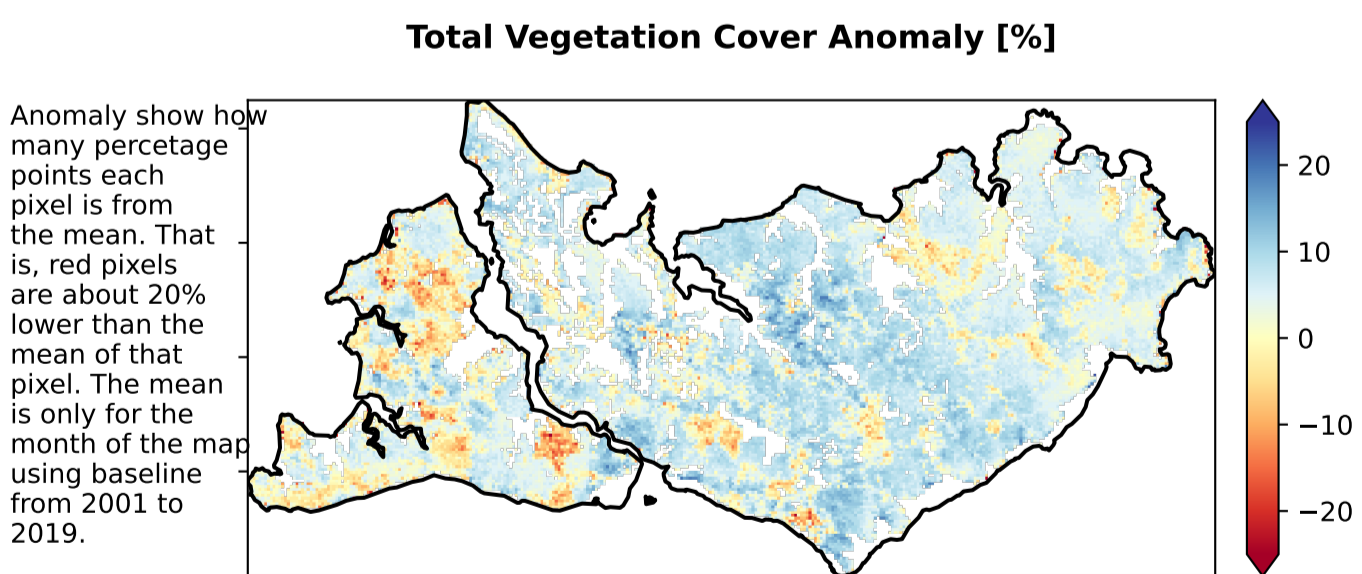 Total Vegetation Cover Anomaly [%]
Anomaly show how
many percetage
points each
pixel is from
the mean. That
is, red pixels
are about 20%
lower than the
mean of that
pixel. The mean
is only for the
month of the map
using baseline
from 2001 to
2019.
20
10
0
−10
−20